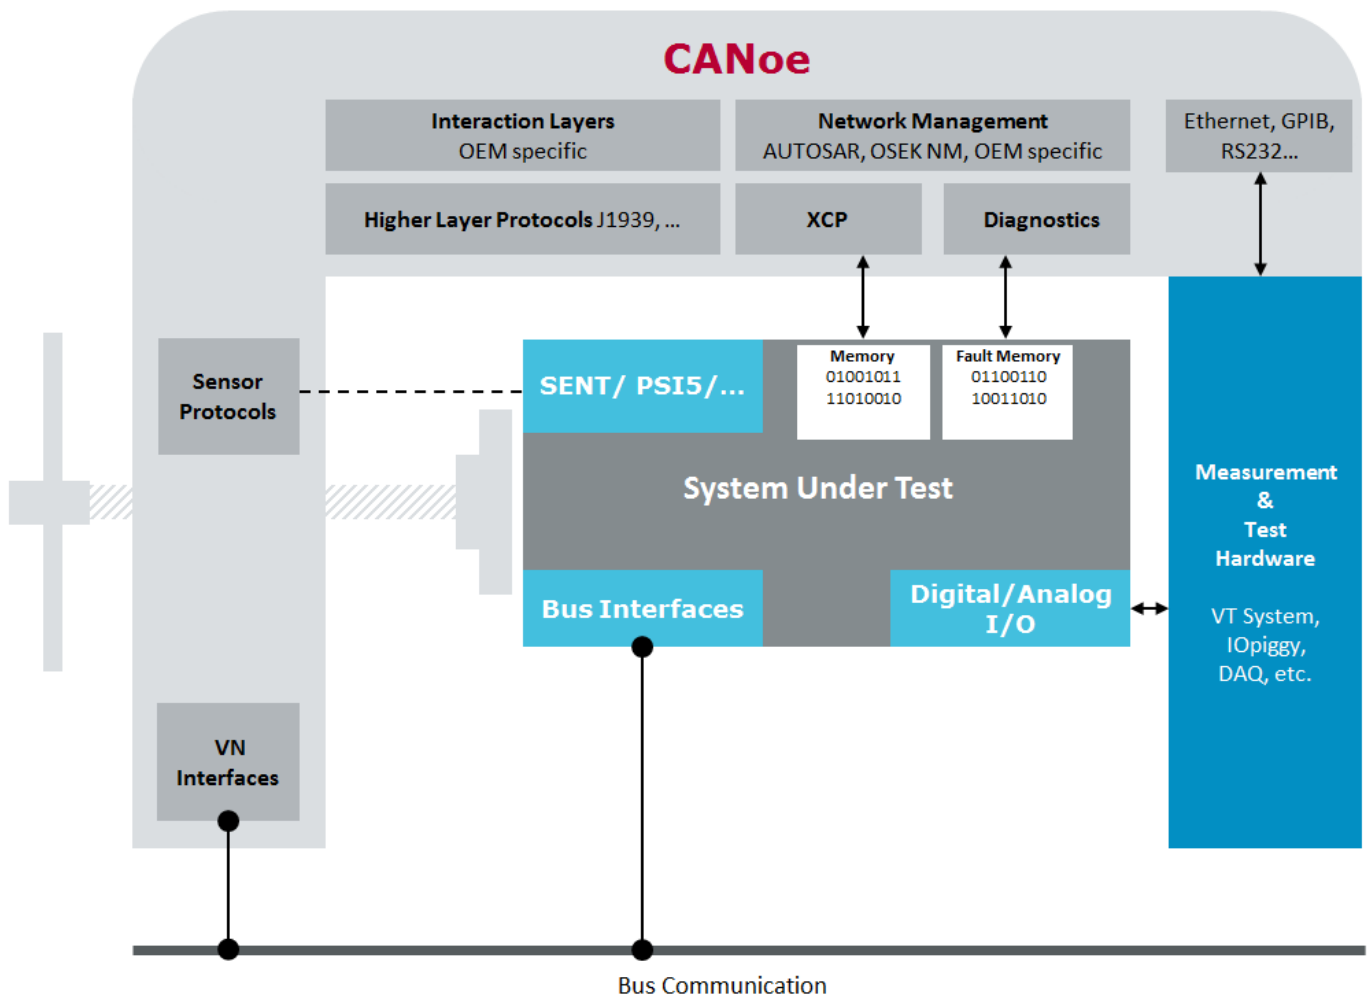 CANoe
Interaction Layers
OEM specific
Network Management
AUTOSAR, OSEK NM, OEM specific
Ethernet, GPIB,
RS232...
Higher Layer Protocols J1939, ...
XCP
Diagnostics
Sensor
Protocols
SENT/ PSI5/...
Memory
01001011
11010010
Fault Memory
01100110
10011010
System Under Test
Measurement
&
Test
Hardware
VT System,
IOpiggy,
DAQ, etc.
Bus Interfaces
Digital/Analog
I/O
VN
Interfaces
Bus Communication